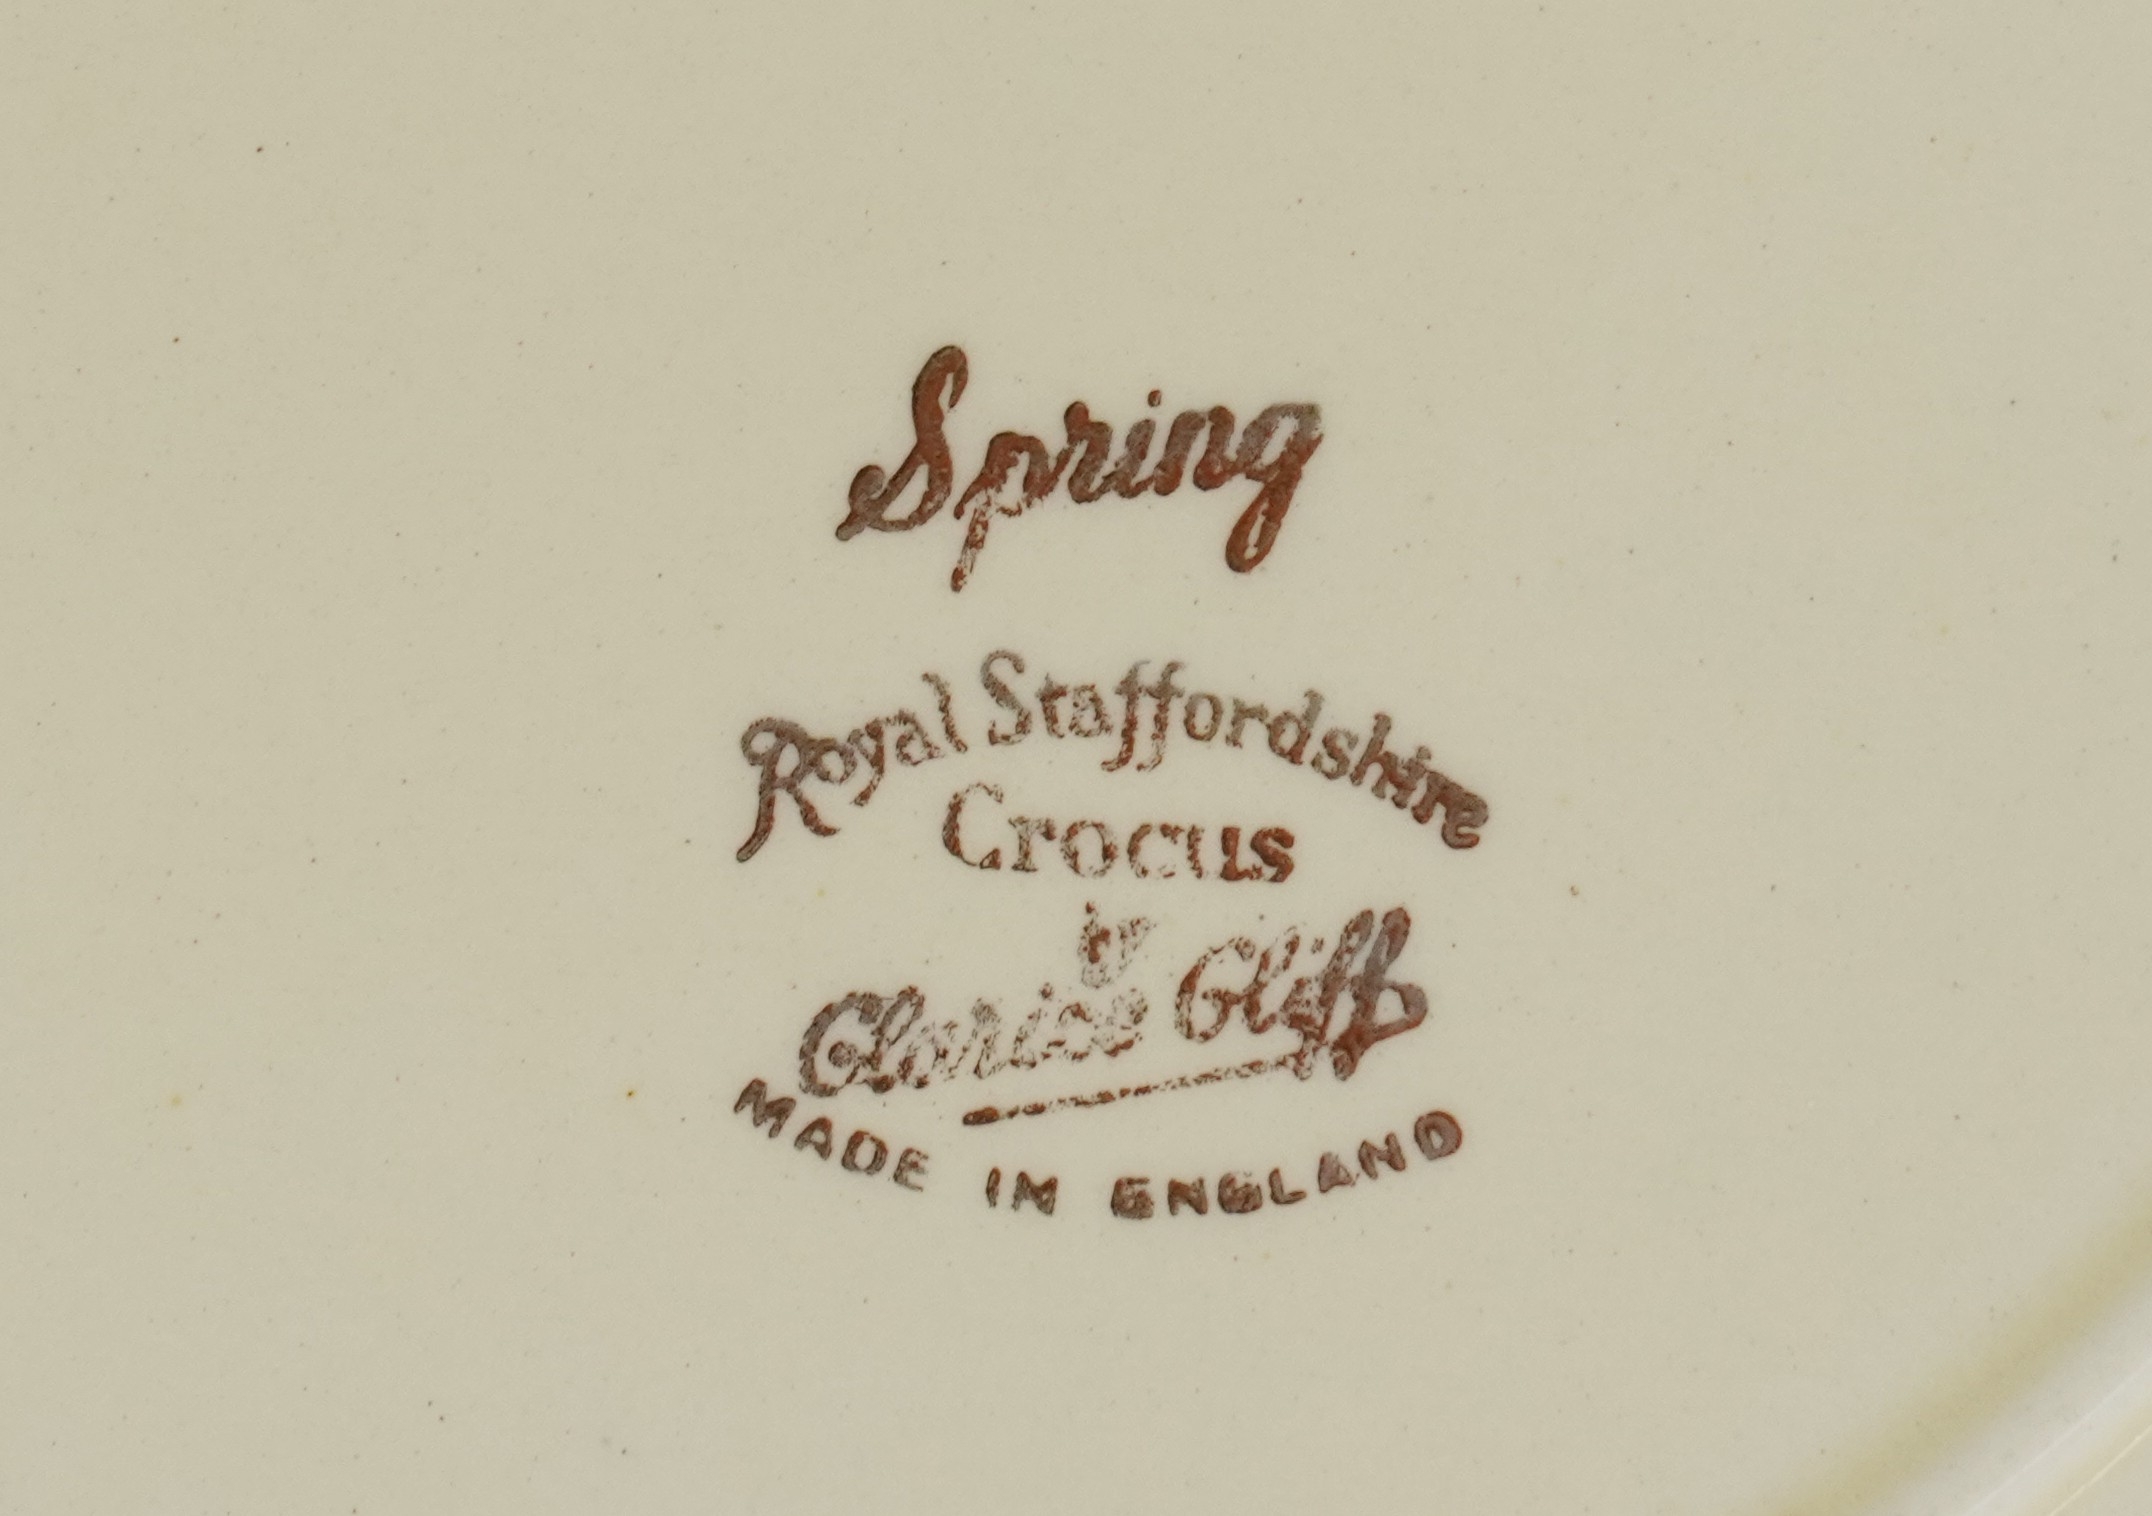 Spring
Royal Staffordshire
Crocus
by
Clarice Cliff
MADE IN ENGLAND